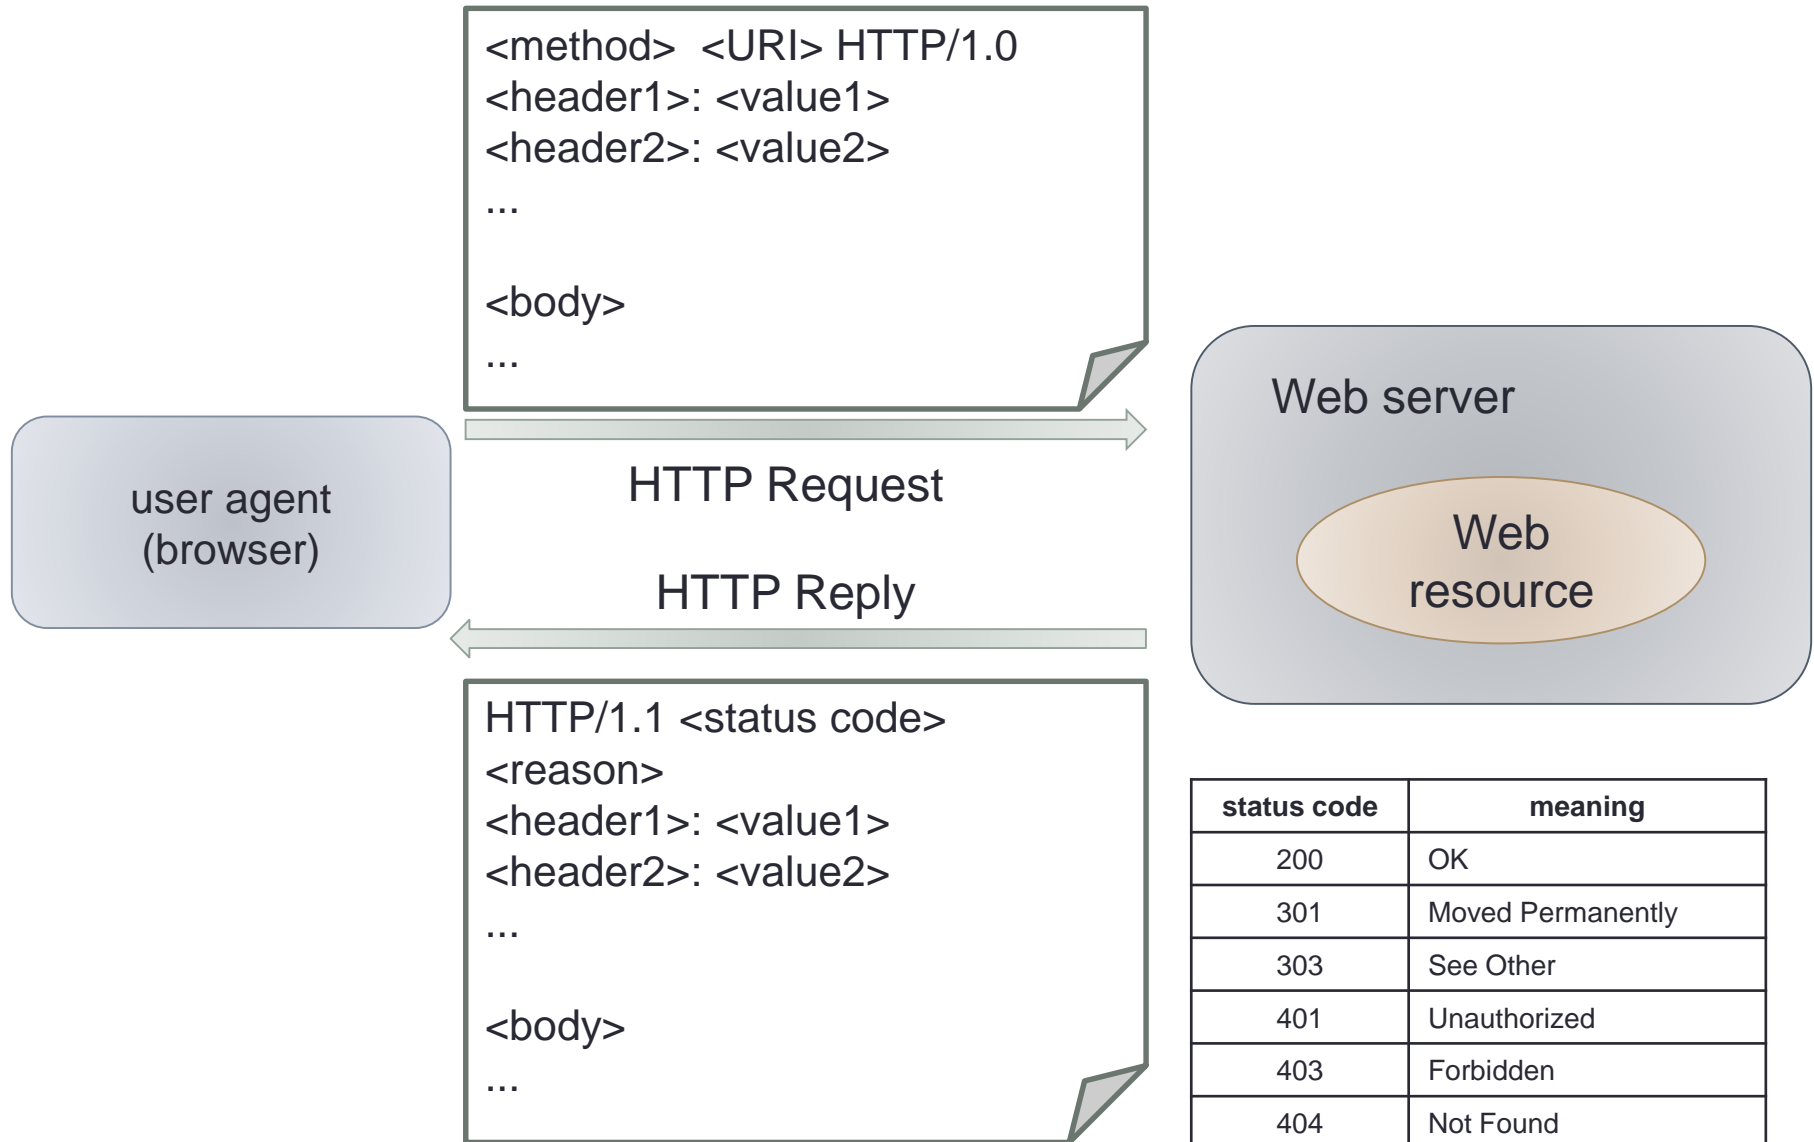 <method>  <URI> HTTP/1.0
<header1>: <value1>
<header2>: <value2>
...
<body>
...
user agent
(browser)
HTTP Request
HTTP Reply
Web server
Web
resource
HTTP/1.1 <status code>
<reason>
<header1>: <value1>
<header2>: <value2>
...
<body>
...
status code meaning
200 OK
301 Moved Permanently
303 See Other
401 Unauthorized
403 Forbidden
404 Not Found